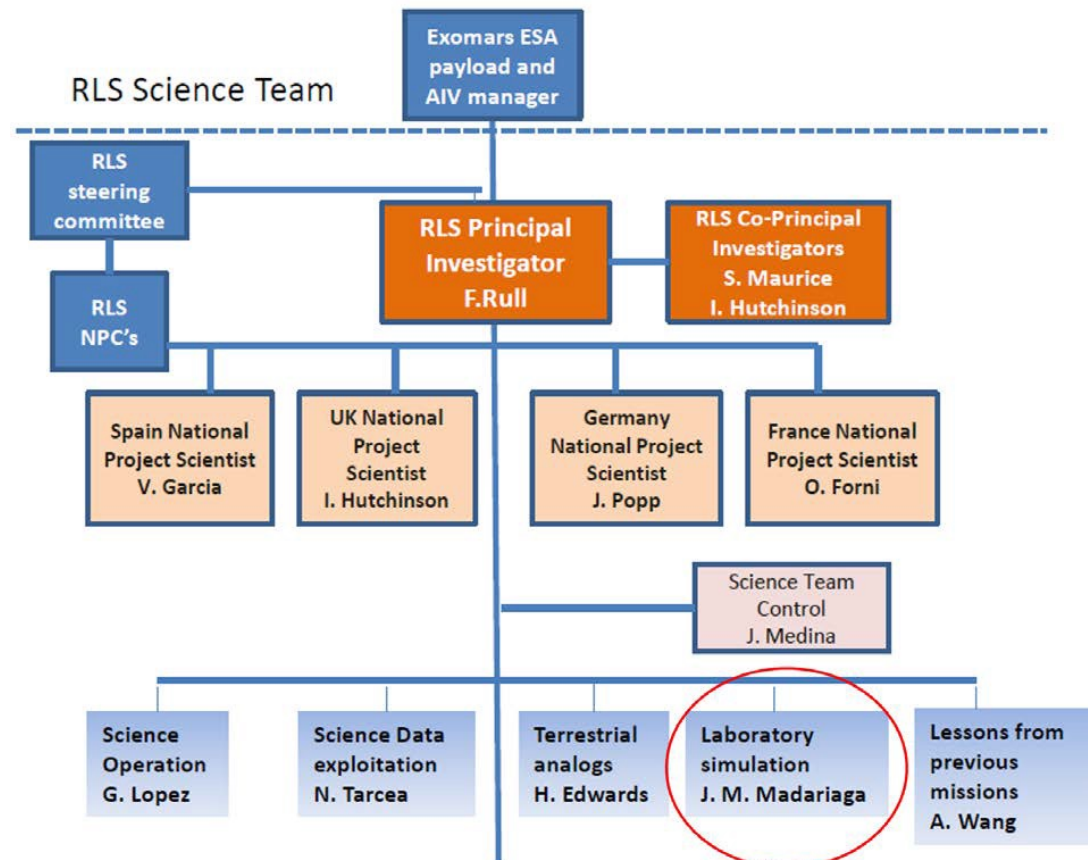 Exomars ESA
payload and
AIV manager
RLS Science Team
RLS
steering
committee
RLS Principal
Investigator
F.Rull
RLS Co-Principal
Investigators
S. Maurice
I. Hutchinson
RLS
NPC’s
Spain National
Project Scientist
V. Garcia
UK National
Project
Scientist
I. Hutchinson
Germany
National Project
Scientist
J. Popp
France National
Project Scientist
O. Forni
Science Team
Control
J. Medina
Science
Operation
G. Lopez
Science Data
exploitation
N. Tarcea
Terrestrial
analogs
H. Edwards
Laboratory
simulation
J. M. Madariaga
Lessons from
previous
missions
A. Wang